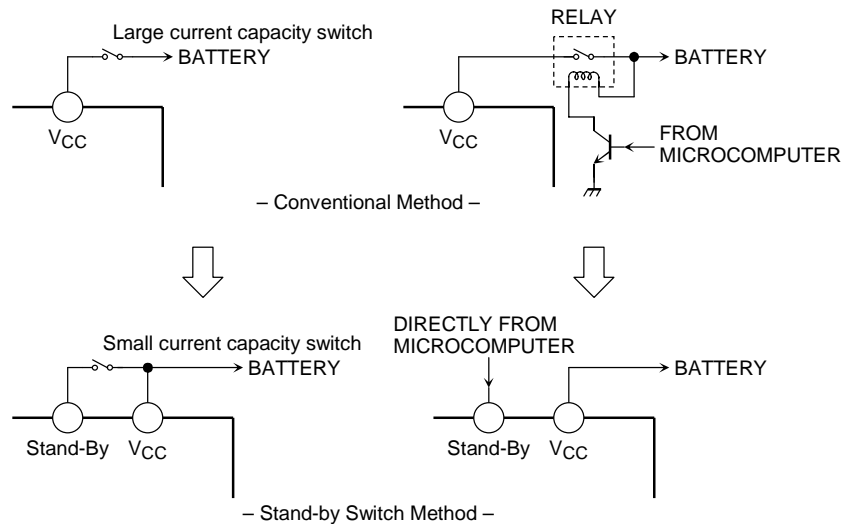 Large current capacity switch
BATTERY
VCC
RELAY
BATTERY
VCC
FROM
MICROCOMPUTER
– Conventional Method –
Small current capacity switch
BATTERY
Stand-By
VCC
DIRECTLY FROM
MICROCOMPUTER
BATTERY
Stand-By
VCC
– Stand-by Switch Method –